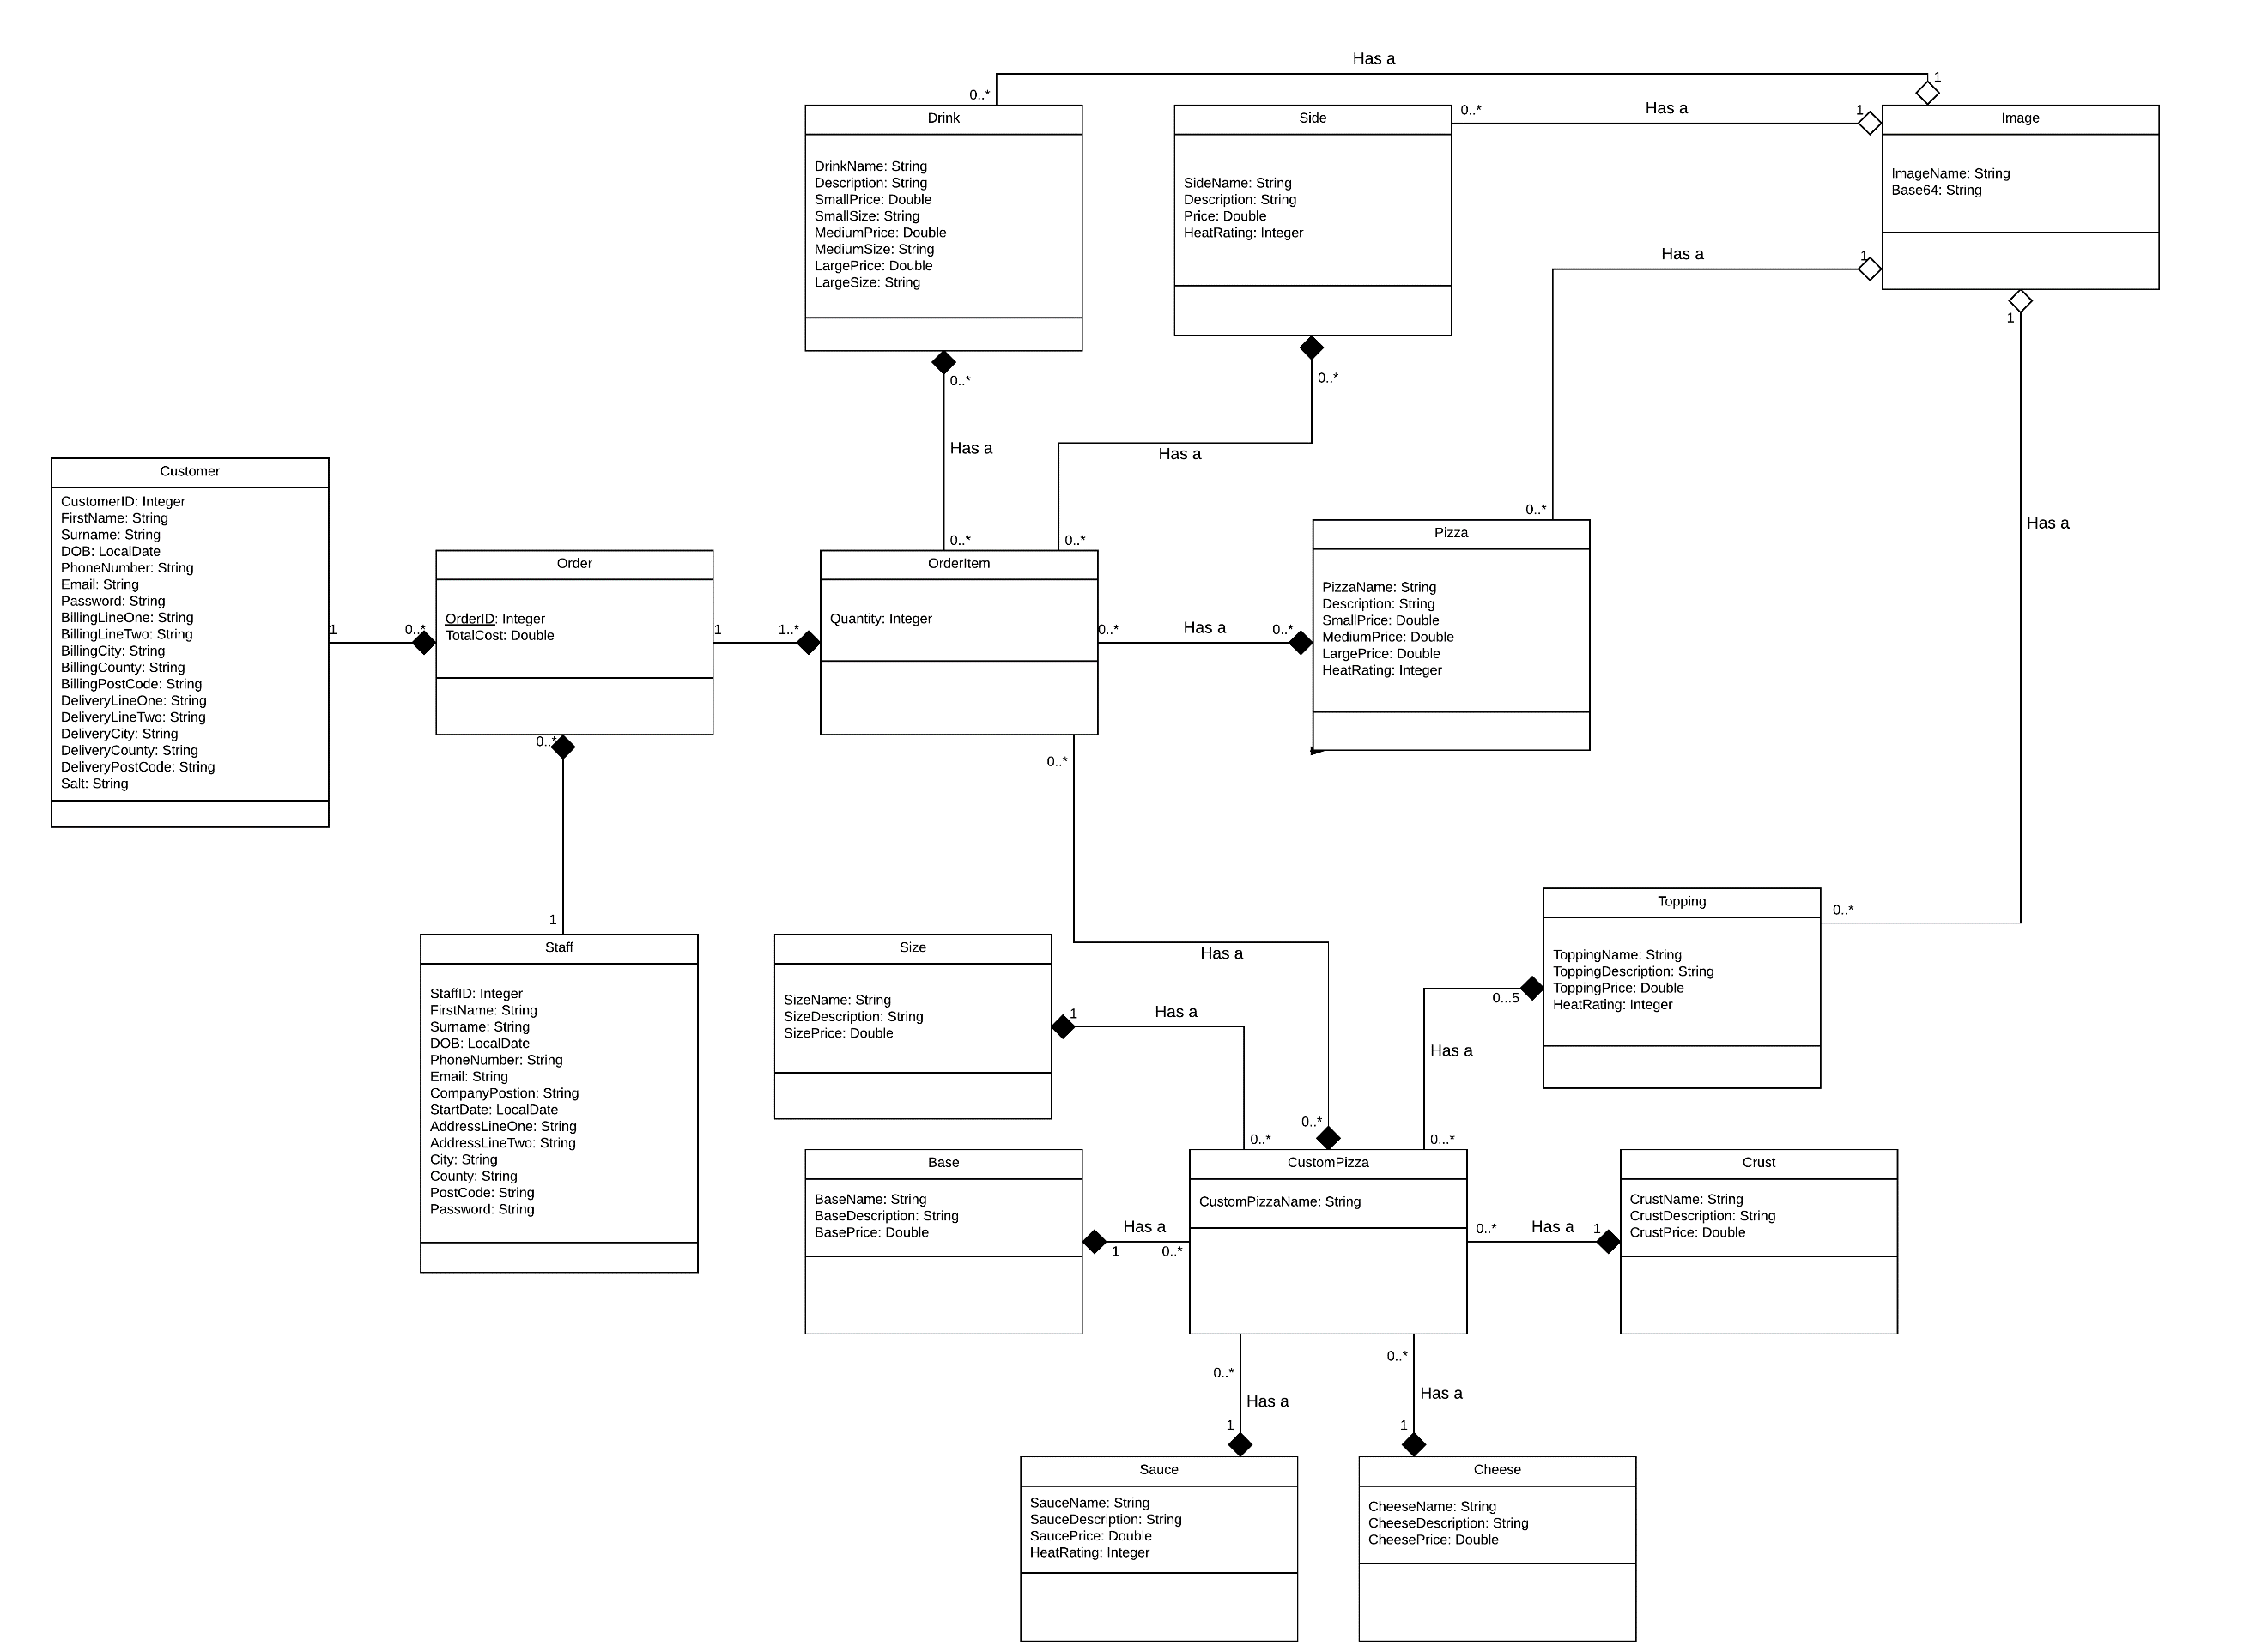 Has a
1
0..*
Drink
DrinkName: String
Description: String
SmallPrice: Double
SmallSize: String
MediumPrice: Double
MediumSize: String
LargePrice: Double
LargeSize: String
Side
SideName: String
Description: String
Price: Double
HeatRating: Integer
0..*
Has a
1
Image
ImageName: String
Base64: String
Has a
1
1
0..*
Has a
0..*
0..*
Has a
0..*
Has a
0..*
Customer
CustomerID: Integer
FirstName: String
Surname: String
DOB: LocalDate
PhoneNumber: String
Email: String
Password: String
BillingLineOne: String
BillingLineTwo: String
BillingCity: String
BillingCounty: String
BillingPostCode: String
DeliveryLineOne: String
DeliveryLineTwo: String
DeliveryCity: String
DeliveryCounty: String
DeliveryPostCode: String
Salt: String
1
0..*
Order
OrderID: Integer
TotalCost: Double
1
1..*
OrderItem
Quantity: Integer
0..*
Has a
0..*
Pizza
PizzaName: String
Description: String
SmallPrice: Double
MediumPrice: Double
LargePrice: Double
HeatRating: Integer
0..*
1
0..*
Has a
0..*
Staff
StaffID: Integer
FirstName: String
Surname: String
DOB: LocalDate
PhoneNumber: String
Email: String
CompanyPostion: String
StartDate: LocalDate
AddressLineOne: String
AddressLineTwo: String
City: String
County: String
PostCode: String
Password: String
Size
SizeName: String
SizeDescription: String
SizePrice: Double
1
Has a
0..*
Topping
ToppingName: String
ToppingDescription: String
ToppingPrice: Double
HeatRating: Integer
0..*
0...5
Has a
0...*
Base
BaseName: String
BaseDescription: String
BasePrice: Double
Has a
1
0..*
CustomPizza
CustomPizzaName: String
0..*
Has a
1
Crust
CrustName: String
CrustDescription: String
CrustPrice: Double
0..*
Has a
1
0..*
Has a
1
Sauce
SauceName: String
SauceDescription: String
SaucePrice: Double
HeatRating: Integer
Cheese
CheeseName: String
CheeseDescription: String
CheesePrice: Double